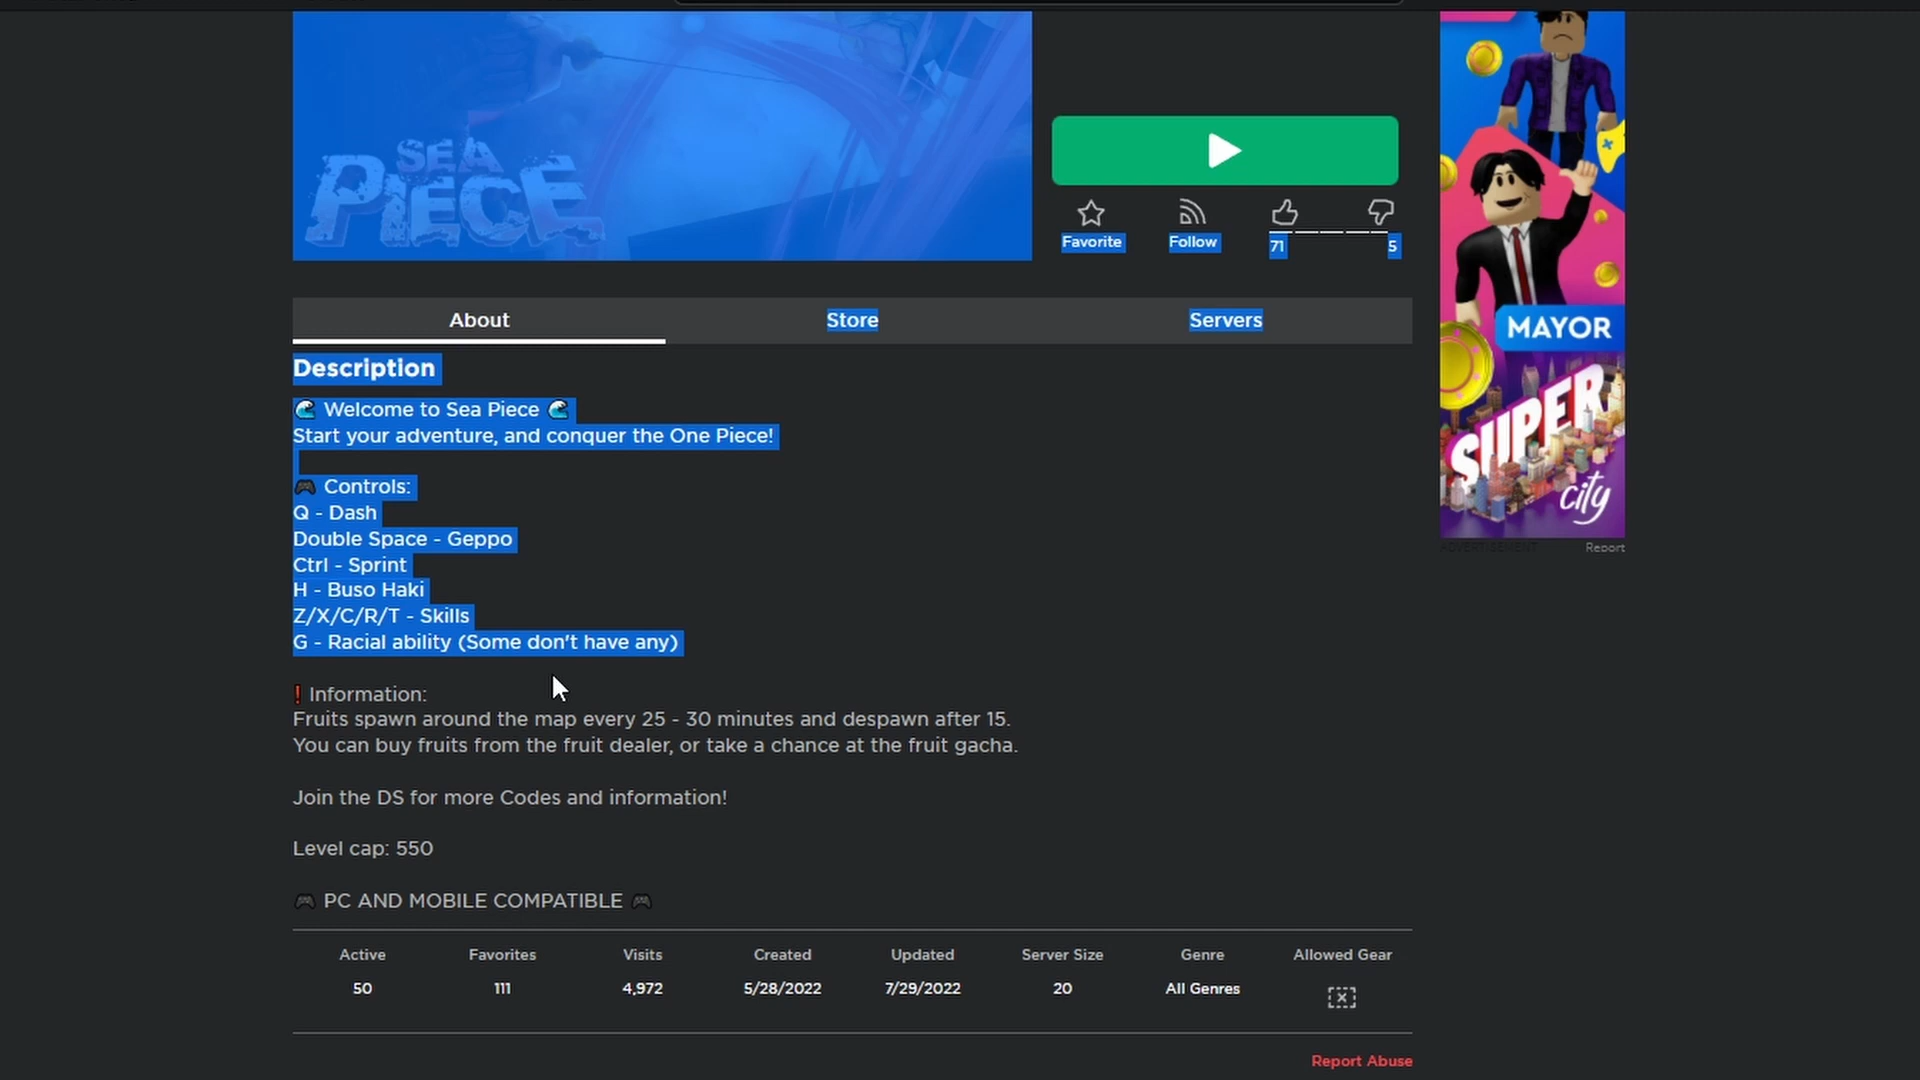 SEA
PIECE
Favorite
Follow
71
5
About
Store
Servers
Description
🌊 Welcome to Sea Piece 🌊
Start your adventure, and conquer the One Piece!
🎮 Controls:
Q - Dash
Double Space - Geppo
Ctrl - Sprint
H - Buso Haki
Z/X/C/R/T - Skills
G - Racial ability (Some don't have any)
❗ Information:
Fruits spawn around the map every 25 - 30 minutes and despawn after 15.
You can buy fruits from the fruit dealer, or take a chance at the fruit gacha.
Join the DS for more Codes and information!
Level cap: 550
🎮 PC AND MOBILE COMPATIBLE 🎮
Active Favorites Visits Created Updated Server Size Genre Allowed Gear
50 111 4,972 5/28/2022 7/29/2022 20 All Genres
Report Abuse
MAYOR
SUPER
city
ADVERTISEMENT
Report